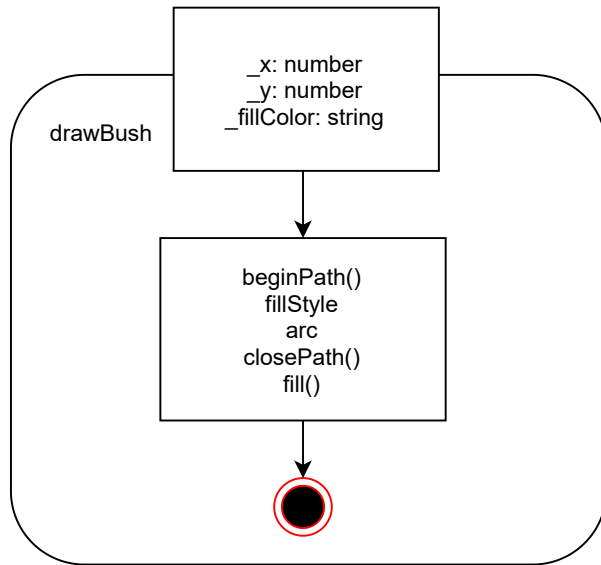 _x: number
_y: number
_fillColor: string
drawBush
beginPath()
fillStyle
arc
closePath()
fill()